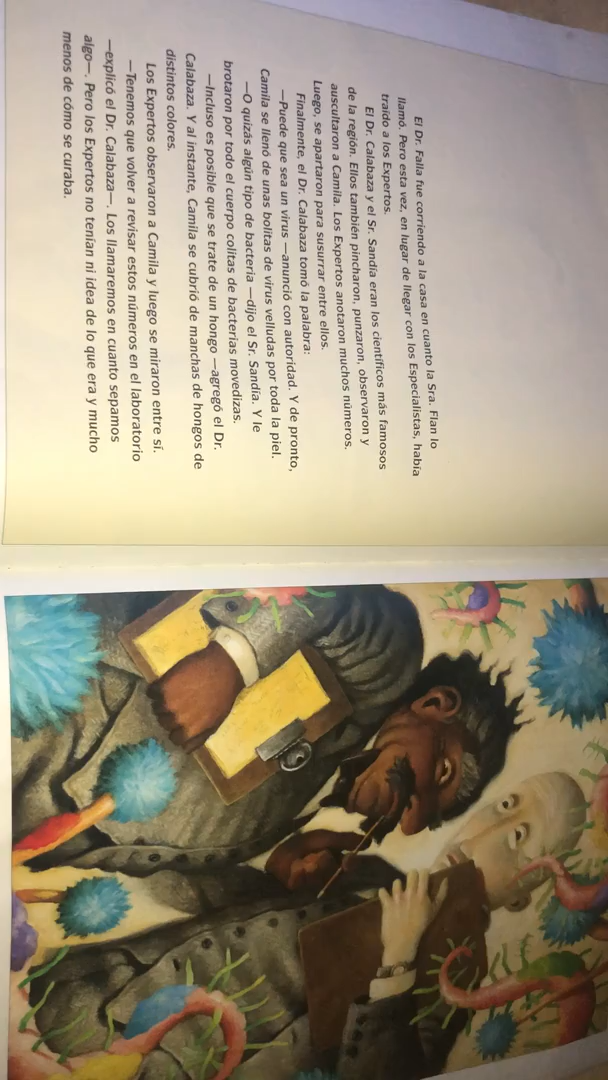 El Dr. Falla fue corriendo a la casa en cuanto la Sra. Flan lo
llamó. Pero esta vez, en lugar de llegar con los Especialistas, había
traído a los Expertos.
El Dr. Calabaza y el Sr. Sandía eran los científicos más famosos
de la región. Ellos también pincharon, punzaron, observaron y
auscultaron a Camila. Los Expertos anotaron muchos números.
Luego, se apartaron para susurrar entre ellos.
Finalmente, el Dr. Calabaza tomó la palabra:
—Puede que sea un virus —anunció con autoridad. Y de pronto,
Camila se llenó de unas bolitas de virus velludas por toda la piel.
—O quizás algún tipo de bacteria —dijo el Sr. Sandía. Y le
brotaron por todo el cuerpo colitas de bacterias movedizas.
—Incluso es posible que se trate de un hongo —agregó el Dr.
Calabaza. Y al instante, Camila se cubrió de manchas de hongos de
distintos colores.
Los Expertos observaron a Camila y luego se miraron entre sí.
—Tenemos que volver a revisar estos números en el laboratorio
—explicó el Dr. Calabaza—. Los llamaremos en cuanto sepamos
algo—. Pero los Expertos no tenían ni idea de lo que era y mucho
menos de cómo se curaba.